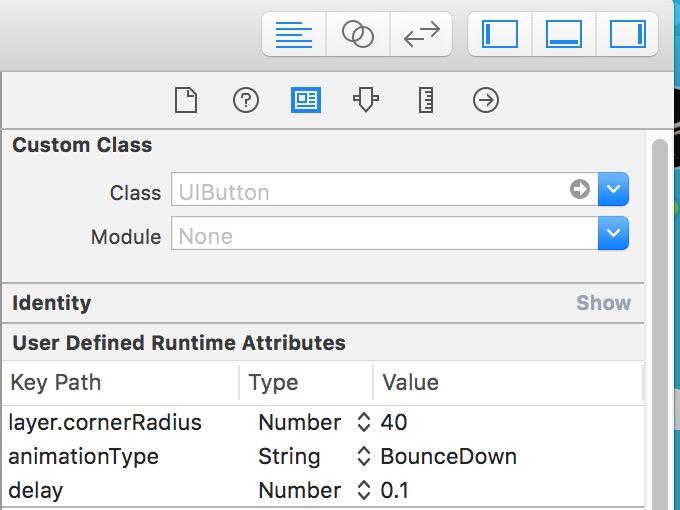 Custom Class
Class UIButton
Module None
Identity Show
User Defined Runtime Attributes
Key Path Type Value
layer.cornerRadius Number 40
animationType String BounceDown
delay Number 0.1